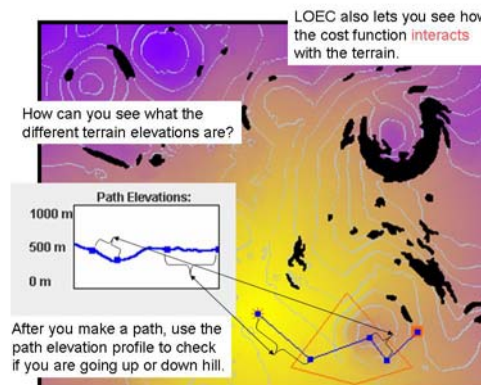 LOEC also lets you see how
the cost function interacts
with the terrain.
How can you see what the
different terrain elevations are?
Path Elevations:
1000 m
500 m
0 m
After you make a path, use the
path elevation profile to check
if you are going up or down hill.